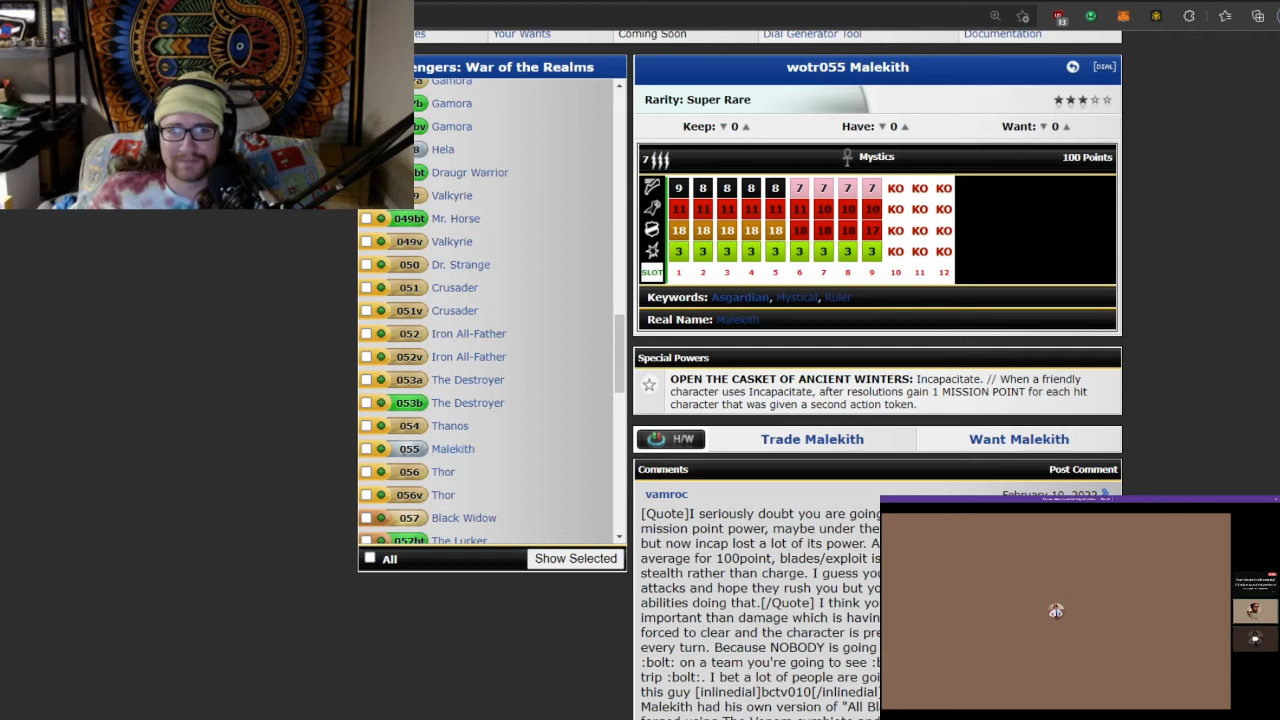 13
Your Wants
Coming Soon
Dial Generator Tool
Documentation
engers: War of the Realms
Gamora
Gamora
Gamora
Hela
Draugr Warrior
Valkyrie
049bt Mr. Horse
049v Valkyrie
050 Dr. Strange
051 Crusader
051v Crusader
052 Iron All-Father
052v Iron All-Father
053a The Destroyer
053b The Destroyer
054 Thanos
055 Malekith
056 Thor
056v Thor
057 Black Widow
057bt The Lurker
All
Show Selected
wotr055 Malekith
[DIAL]
Rarity: Super Rare
Keep: ▼ 0 ▲ Have: ▼ 0 ▲ Want: ▼ 0 ▲
7 Mystics 100 Points
9 8 8 8 8 7 7 7 7 KO KO KO
11 11 11 11 11 11 10 10 10 KO KO KO
18 18 18 18 18 18 18 18 17 KO KO KO
3 3 3 3 3 3 3 3 3 KO KO KO
SLOT 1 2 3 4 5 6 7 8 9 10 11 12
Keywords: Asgardian, Mystical, Ruler
Real Name: Malekith
Special Powers
OPEN THE CASKET OF ANCIENT WINTERS: Incapacitate. // When a friendly
character uses Incapacitate, after resolutions gain 1 MISSION POINT for each hit
character that was given a second action token.
H/W Trade Malekith Want Malekith
Comments Post Comment
vamroc February 10, 2022
[Quote]I seriously doubt you are going
mission point power, maybe under the
but now incap lost a lot of its power. A
average for 100point, blades/exploit is
stealth rather than charge. I guess you
attacks and hope they rush you but yo
abilities doing that.[/Quote] I think yo
important than damage which is havin
forced to clear and the character is pre
every turn. Because NOBODY is going
:bolt: on a team you're going to see :b
trip :bolt:. I bet a lot of people are goi
this guy [inlinedial]bctv010[/inlinedial]
Malekith had his own version of "All Bl